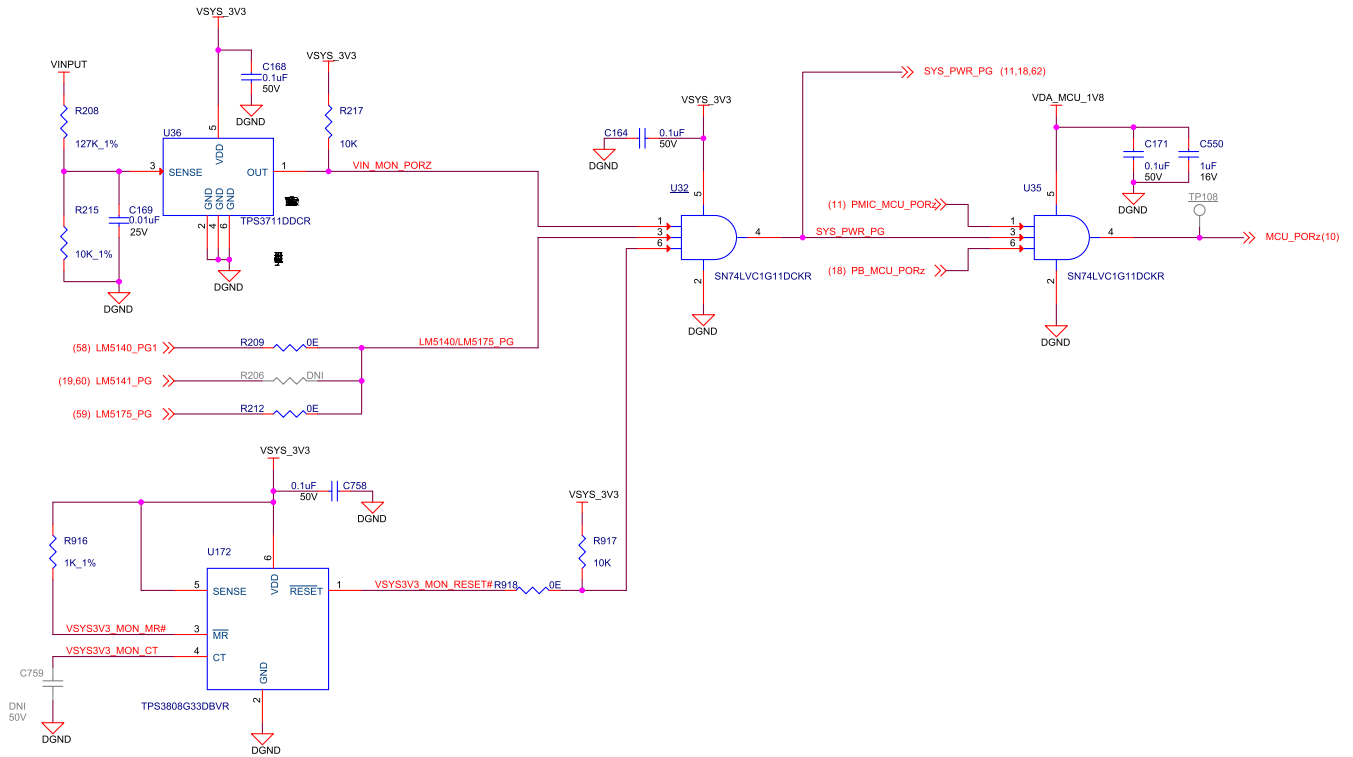 VSYS_3V3
C168
0.1uF
50V
DGND
VINPUT
R208
127K_1%
VSYS_3V3
R217
10K
U36
5
VDD
3
SENSE
OUT
1
VIN_MON_PORZ
GND
GND
GND
2
4
6
TPS3711DDCR
R215
10K_1%
C169
0.01uF
25V
DGND
DGND
VSYS_3V3
C164
0.1uF
50V
DGND
U32
5
1
3
6
4
2
SYS_PWR_PG
SN74LVC1G11DCKR
DGND
SYS_PWR_PG (11,18,62)
VDA_MCU_1V8
C171
0.1uF
50V
C550
1uF
16V
DGND
TP108
U35
5
(11) PMIC_MCU_PORz
1
3
6
4
2
MCU_PORz(10)
(18) PB_MCU_PORz
SN74LVC1G11DCKR
DGND
(58) LM5140_PG1
R209
0E
LM5140/LM5175_PG
(19,60) LM5141_PG
R206
DNI
(59) LM5175_PG
R212
0E
VSYS_3V3
0.1uF
50V
C758
DGND
R916
1K_1%
U172
6
VDD
5
SENSE
RESET
1
VSYS3V3_MON_RESET#
R918
0E
VSYS_3V3
R917
10K
VSYS3V3_MON_MR#
3
MR
VSYS3V3_MON_CT
4
CT
GND
2
C759
DNI
50V
DGND
TPS3808G33DBVR
DGND